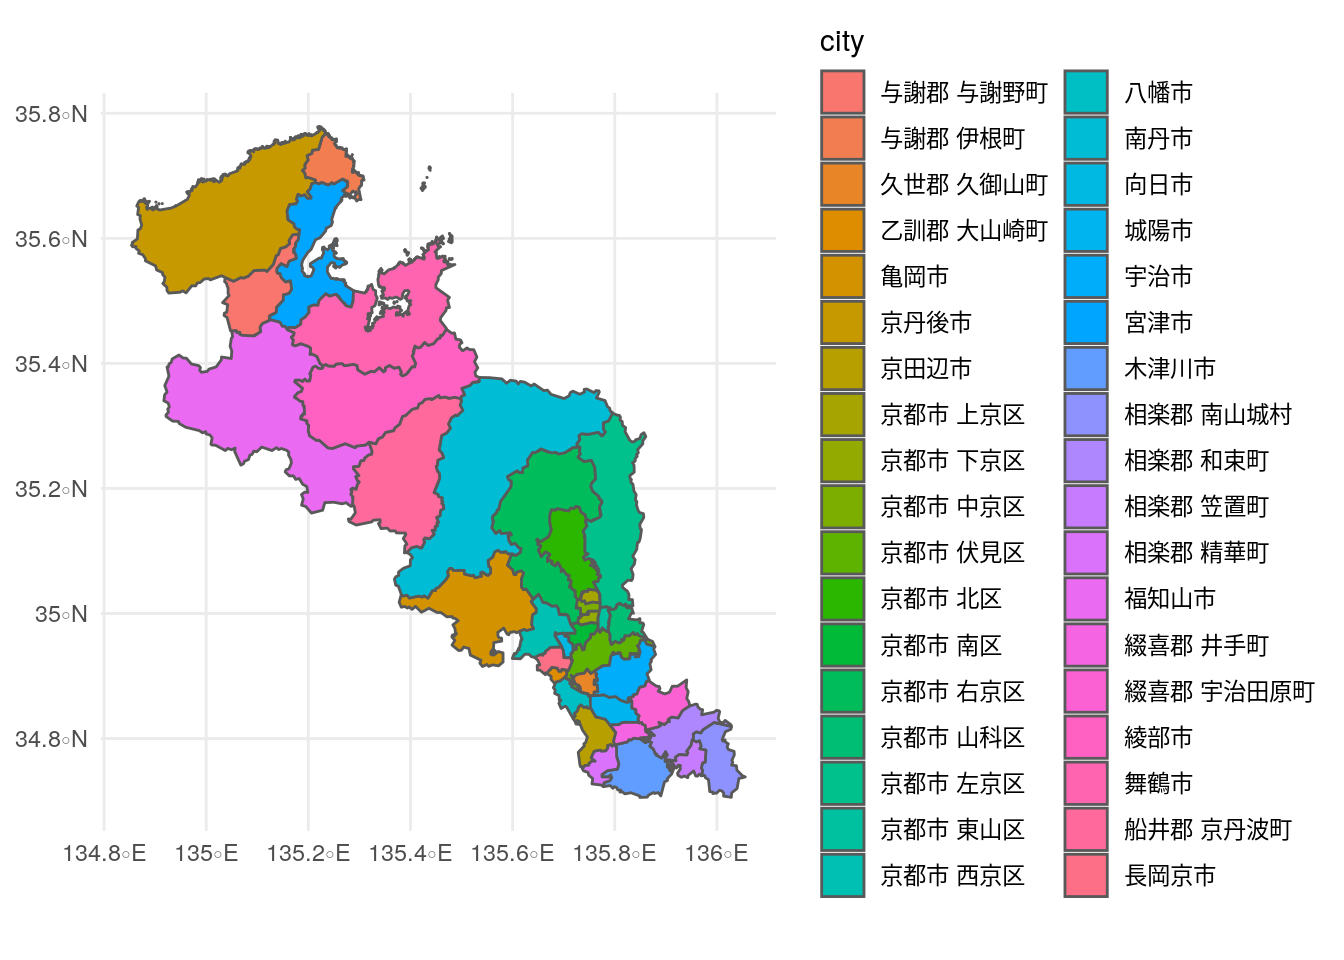 city
与謝郡 与謝野町
与謝郡 伊根町
久世郡 久御山町
乙訓郡 大山崎町
亀岡市
京丹後市
京田辺市
京都市 上京区
京都市 下京区
京都市 中京区
京都市 伏見区
京都市 北区
京都市 南区
京都市 右京区
京都市 山科区
京都市 左京区
京都市 東山区
京都市 西京区
八幡市
南丹市
向日市
城陽市
宇治市
宮津市
木津川市
相楽郡 南山城村
相楽郡 和束町
相楽郡 笠置町
相楽郡 精華町
福知山市
綴喜郡 井手町
綴喜郡 宇治田原町
綾部市
舞鶴市
船井郡 京丹波町
長岡京市
35.8°N
35.6°N
35.4°N
35.2°N
35°N
34.8°N
134.8°E 135°E 135.2°E 135.4°E 135.6°E 135.8°E 136°E